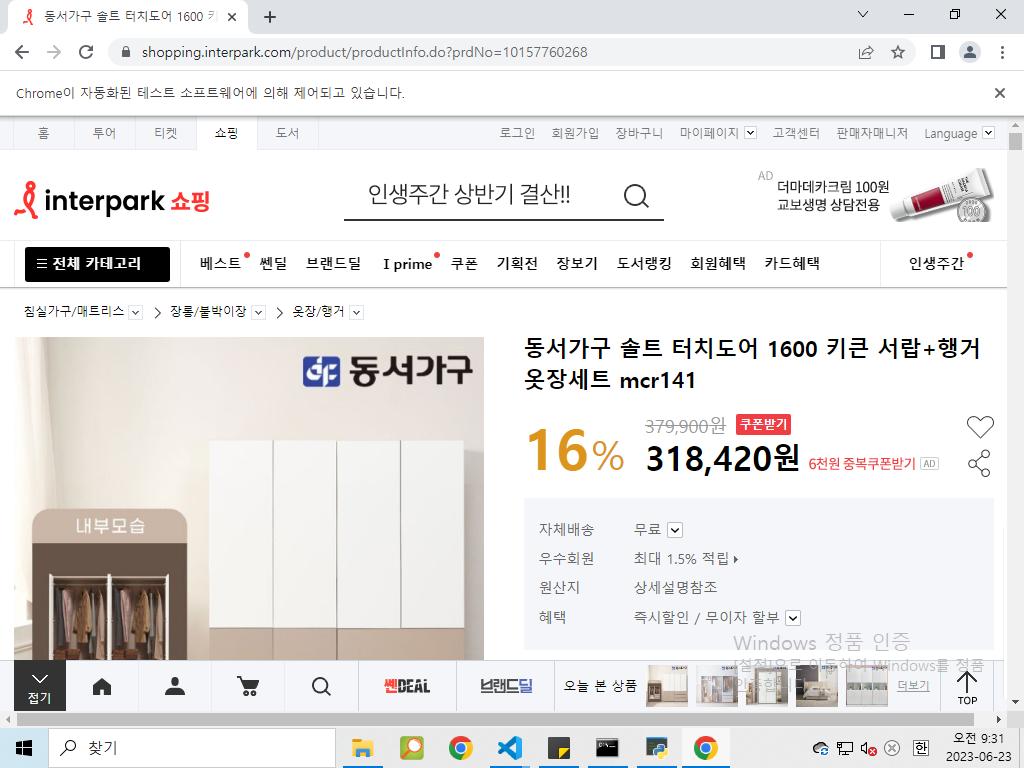 동서가구 솔트 터치도어 1600 키
shopping.interpark.com/product/productInfo.do?prdNo=10157760268
Chrome이 자동화된 테스트 소프트웨어에 의해 제어되고 있습니다.
홈 투어 티켓 쇼핑 도서 로그인 회원가입 장바구니 마이페이지 고객센터 판매자매니저 Language
interpark 쇼핑
인생주간 상반기 결산!!
AD
더마데카크림 100원
교보생명 상담전용
100
전체 카테고리 베스트 쎈딜 브랜드딜 I prime 쿠폰 기획전 장보기 도서랭킹 회원혜택 카드혜택 인생주간
침실가구/매트리스 장롱/붙박이장 옷장/행거
동서가구
내부모습
동서가구 솔트 터치도어 1600 키큰 서랍+행거
옷장세트 mcr141
16%
379,900원 쿠폰받기
318,420원 6천원 중복쿠폰받기 AD
자체배송 무료
우수회원 최대 1.5% 적립
원산지 상세설명참조
혜택 즉시할인 / 무이자 할부
Windows 정품 인증
[설정]으로 이동하여 Windows를 정품
인증합니다.
접기
쎈DEAL
브랜드딜
오늘 본 상품
더보기
TOP
찾기
한
오전 9:31
2023-06-23